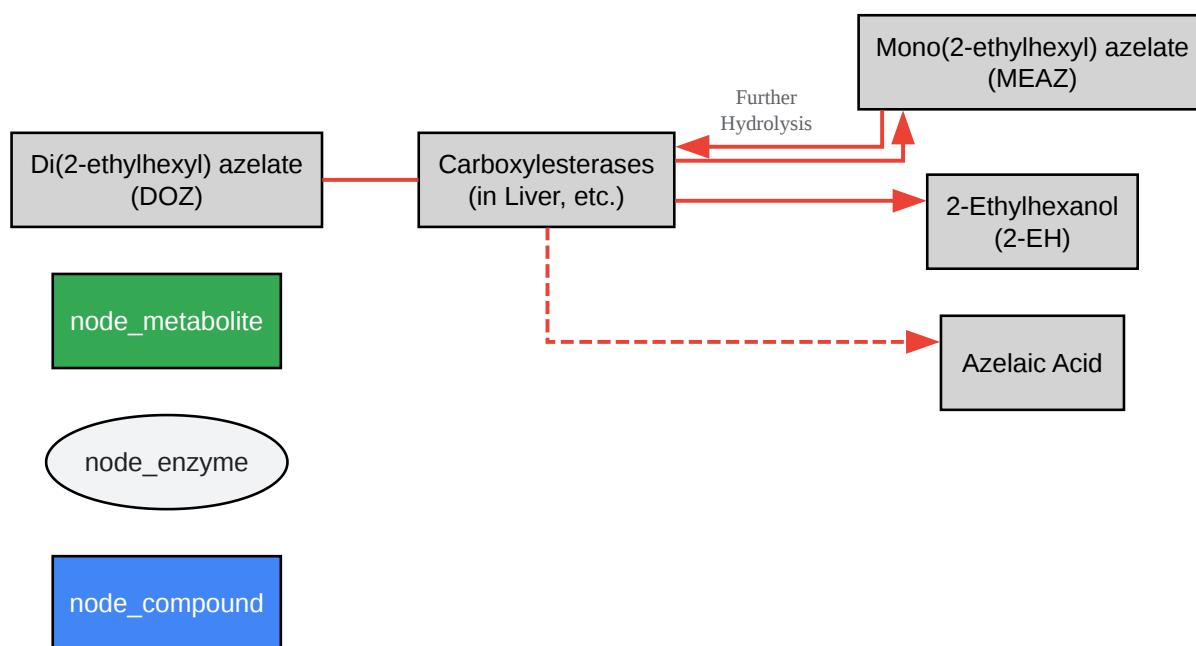 Mono(2-ethylhexyl) azelate
(MEAZ)
Further
Hydrolysis
Di(2-ethylhexyl) azelate
(DOZ)
Carboxylesterases
(in Liver, etc.)
2-Ethylhexanol
(2-EH)
node_metabolite
Azelaic Acid
node_enzyme
node_compound